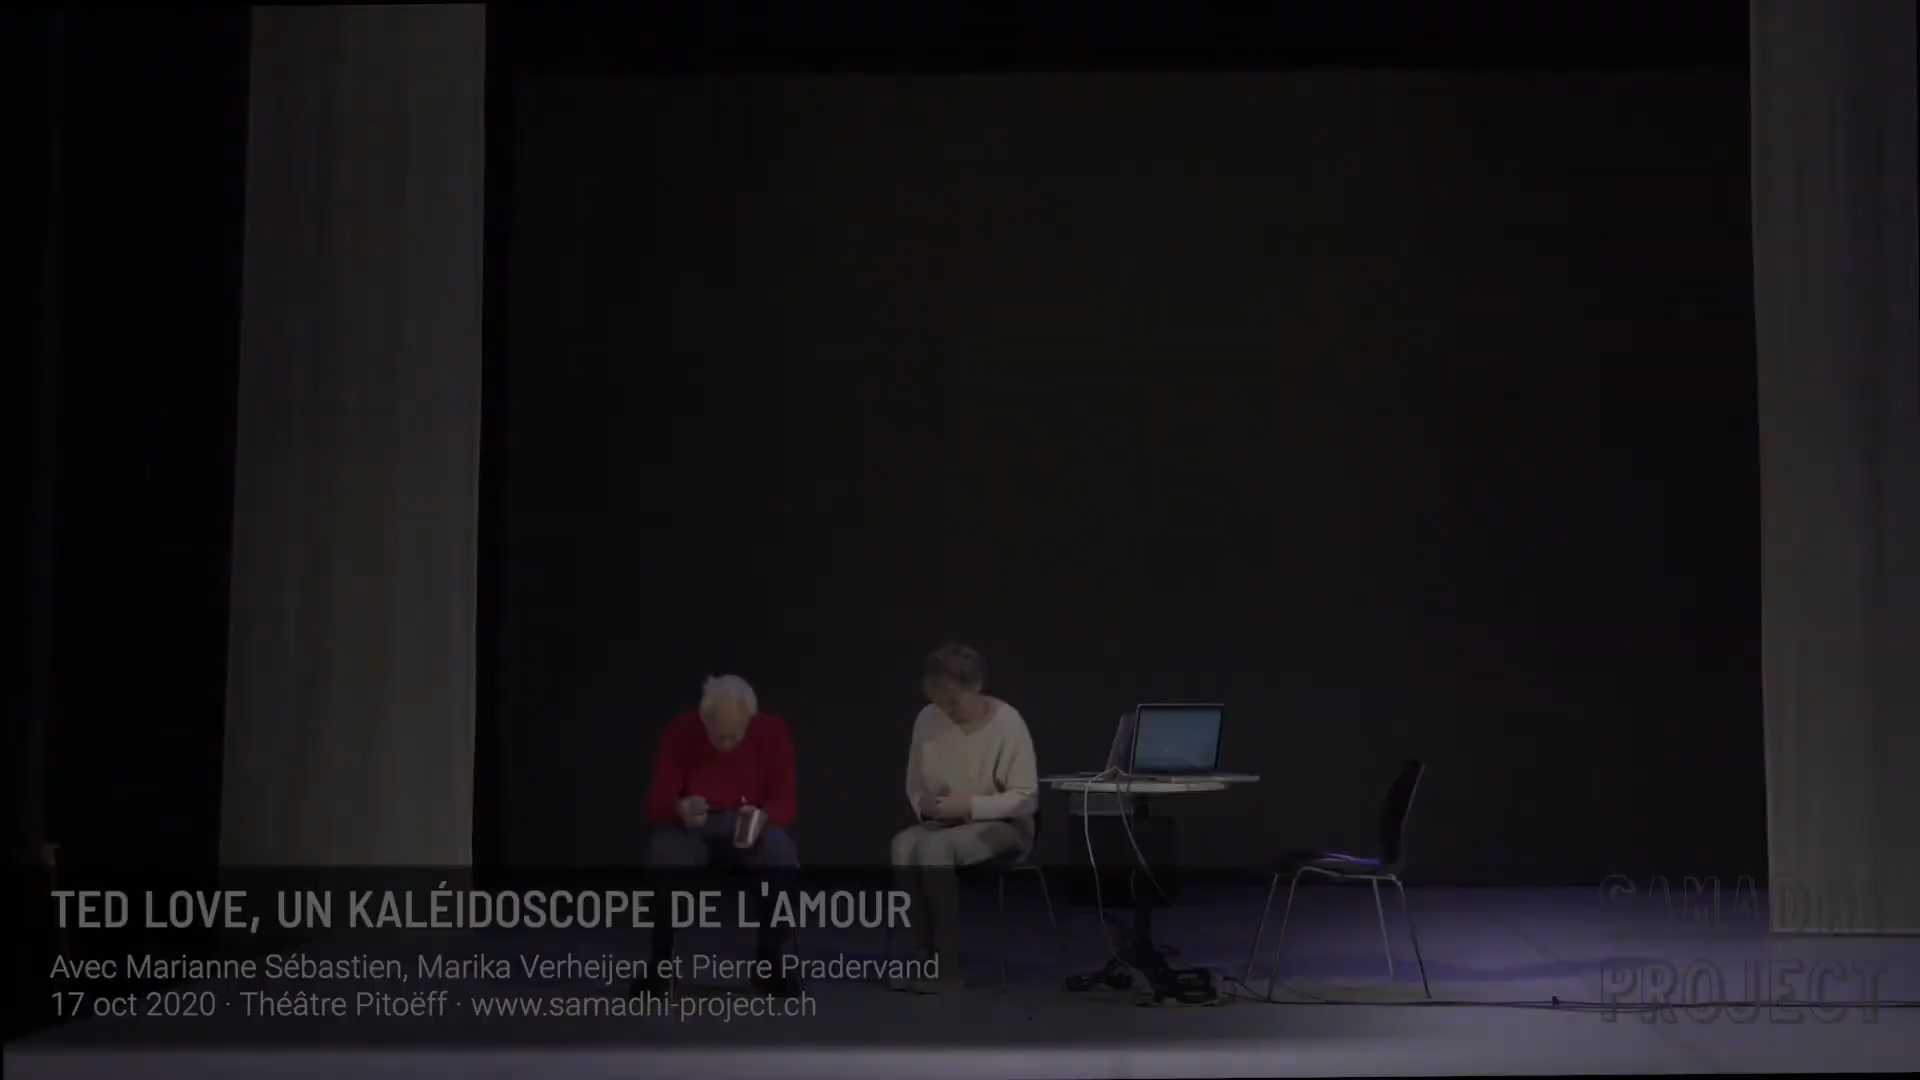 TED LOVE, UN KALÉIDOSCOPE DE L'AMOUR
Avec Marianne Sébastien, Marika Verheijen et Pierre Pradervand
17 oct 2020 · Théâtre Pitoëff · www.samadhi-project.ch
SAMADHI
PROJECT